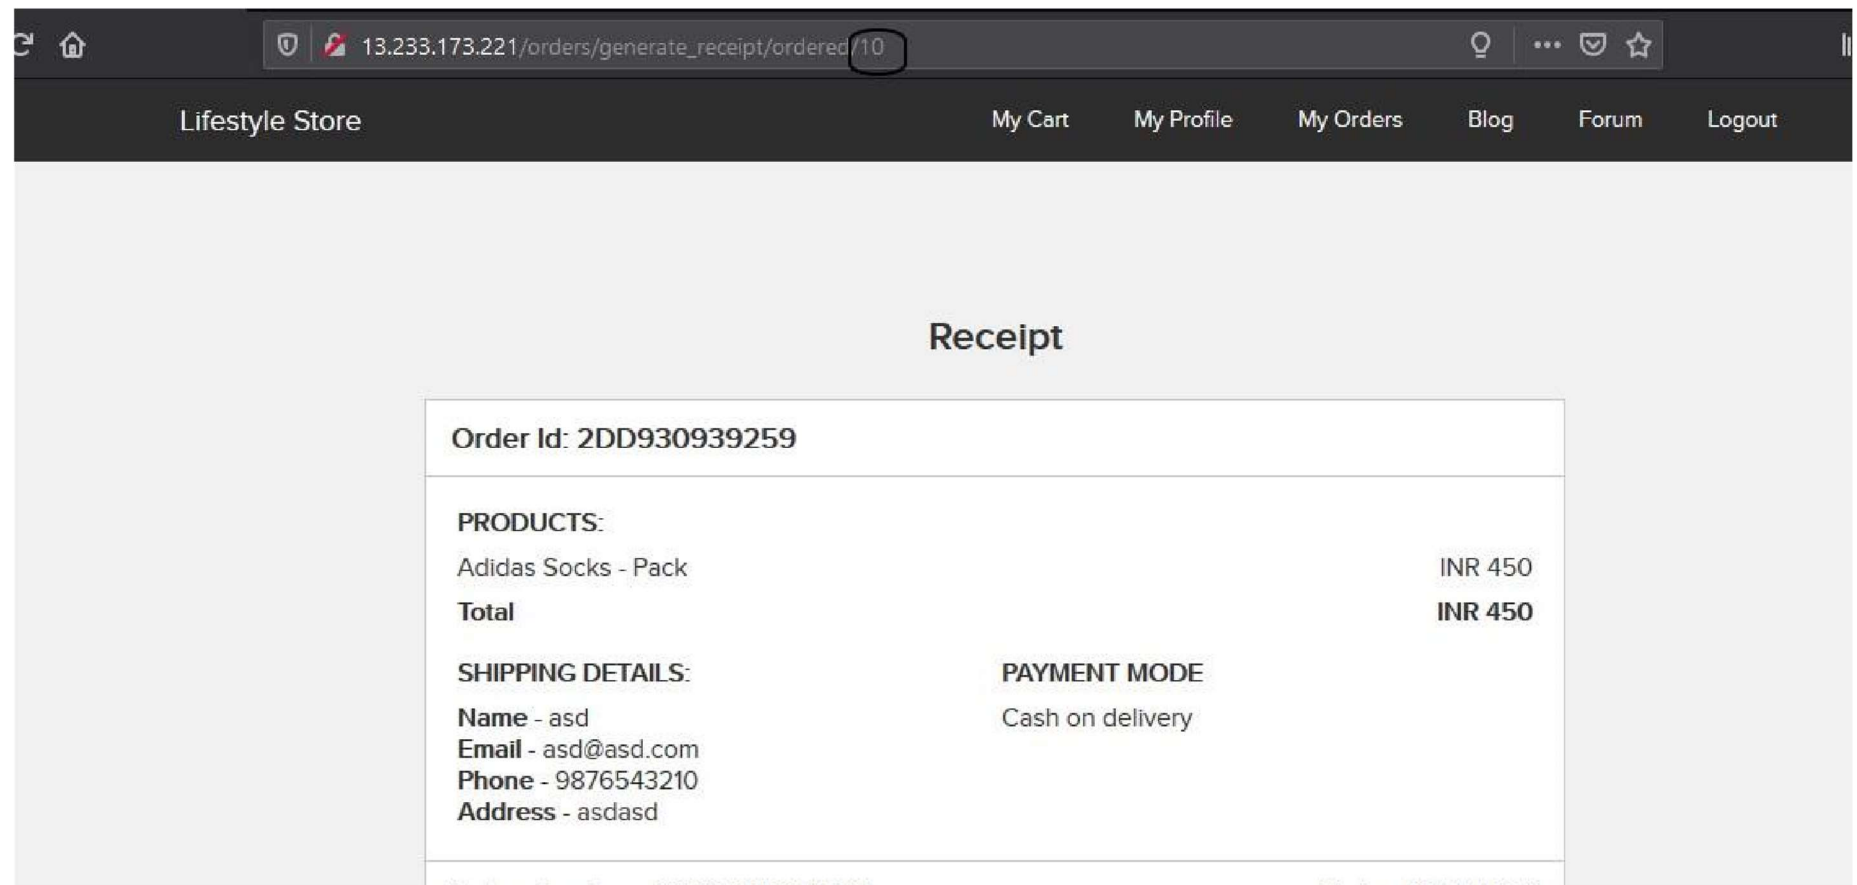 13.233.173.221/orders/generate_receipt/ordered/10
Lifestyle Store My Cart My Profile My Orders Blog Forum Logout
Receipt
Order Id: 2DD930939259
PRODUCTS:
Adidas Socks - Pack INR 450
Total INR 450
SHIPPING DETAILS: PAYMENT MODE
Name - asd Cash on delivery
Email - asd@asd.com
Phone - 9876543210
Address - asdasd